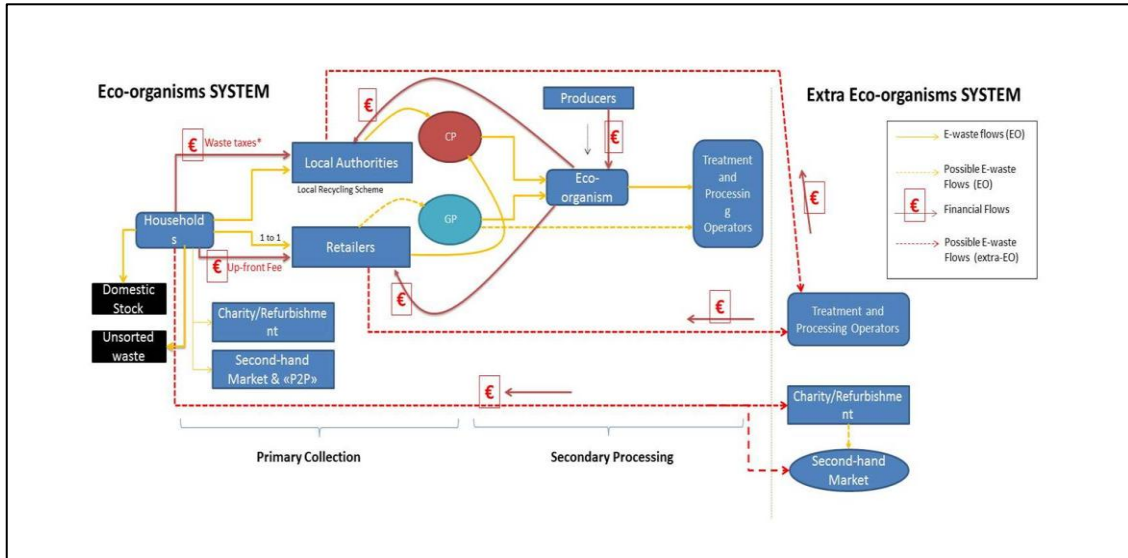 Eco-organisms SYSTEM
Extra Eco-organisms SYSTEM
€
Producers
€
€
Waste taxes*
Local Authorities
Local Recycling Scheme
CP
Eco-
organism
Treatment
and
Processin
g
Operators
Household
s
1 to 1
Retailers
GP
€
Up-front Fee
€
Domestic
Stock
Unsorted
waste
Charity/Refurbishme
nt
Second-hand
Market & «P2P»
€
€
€
E-waste flows (EO)
Possible E-waste
Flows (EO)
€
Financial Flows
Possible E-waste
Flows (extra-EO)
Treatment and
Processing Operators
Charity/Refurbishme
nt
Second-hand
Market
Primary Collection
Secondary Processing